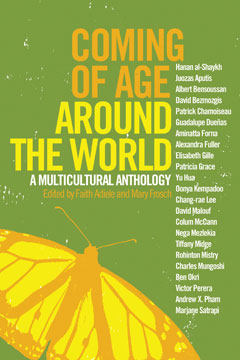 COMING
OF AGE
AROUND
THE WORLD
A MULTICULTURAL ANTHOLOGY
Edited by Faith Adiele and Mary Frosch
Hanan al-Shaykh
Juozas Aputis
Albert Bensoussan
David Bezmozgis
Patrick Chamoiseau
Guadalupe Dueñas
Aminatta Forna
Alexandra Fuller
Elisabeth Gille
Patricia Grace
Yu Hua
Oonya Kempadoo
Chang-rae Lee
David Malouf
Colum McCann
Nega Mezlekia
Tiffany Midge
Rohinton Mistry
Charles Mungoshi
Ben Okri
Victor Perera
Andrew X. Pham
Marjane Satrapi